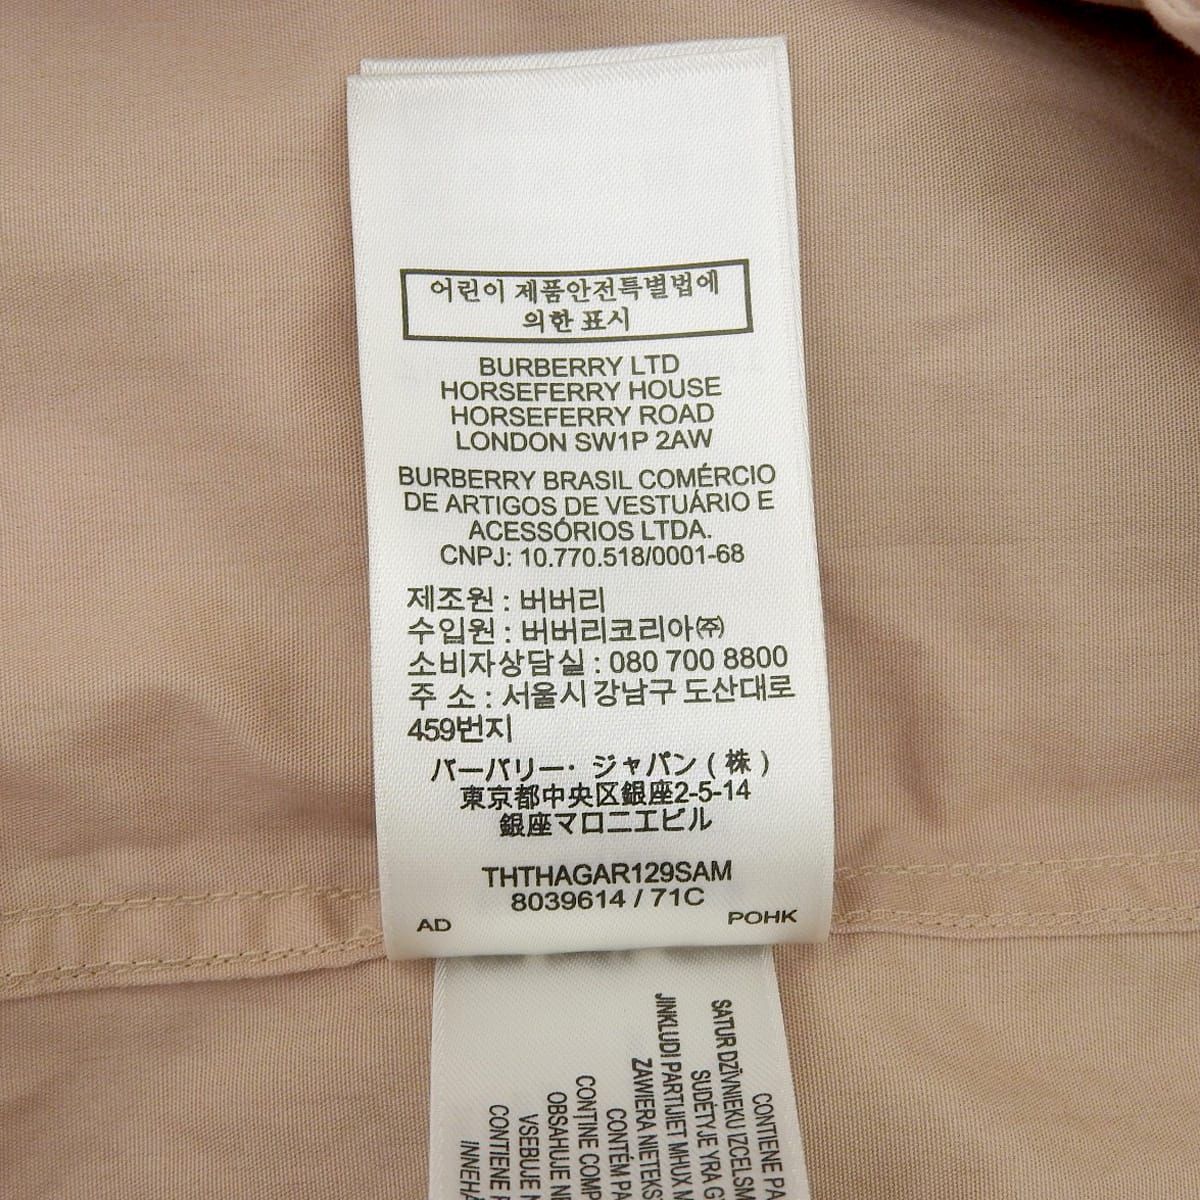 어린이 제품안전특별법에
의한 표시
BURBERRY LTD
HORSEFERRY HOUSE
HORSEFERRY ROAD
LONDON SW1P 2AW
BURBERRY BRASIL COMÉRCIO
DE ARTIGOS DE VESTUÁRIO E
ACESSÓRIOS LTDA.
CNPJ: 10.770.518/0001-68
제조원 : 버버리
수입원 : 버버리코리아㈜
소비자상담실 : 080 700 8800
주 소 : 서울시 강남구 도산대로
459번지
バーバリー・ジャパン ( 株 )
東京都中央区銀座2-5-14
銀座マロニエビル
THTHAGAR129SAM
8039614 / 71C
AD
POHK
CONTIENE PA
SATUR DZĪVNIEKU IZCELSM
SUDĖTYJE YRA G
JINKLUDI PARTIJIET MHUX M
ZAWIERA NIETEKS
CONTÉM PA
CONȚINE COMP
OBSAHUJE NE
VSEBUJE N
CONTIENE P
INNEHÅ